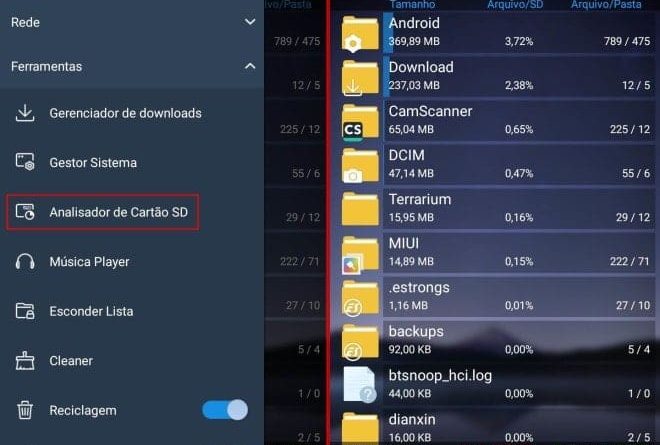 Rede
Ferramentas
Gerenciador de downloads
Gestor Sistema
Analisador de Cartão SD
Música Player
Esconder Lista
Cleaner
Reciclagem
Arquivo/Pasta
789 / 475
12 / 5
225 / 12
55 / 6
29 / 12
222 / 71
27 / 10
5 / 4
1 / 0
5 / 2
Tamanho Arquivo/SD Arquivo/Pasta
Android
369,89 MB 3,72% 789 / 475
Download
237,03 MB 2,38% 12 / 5
CamScanner
CS
65,04 MB 0,65% 225 / 12
DCIM
47,14 MB 0,47% 55 / 6
Terrarium
15,95 MB 0,16% 29 / 12
MIUI
14,89 MB 0,15% 222 / 71
.estrongs
1,16 MB 0,01% 27 / 10
backups
92,00 KB 0,00% 5 / 4
btsnoop_hci.log
44,00 KB 0,00% 1 / 0
dianxin
16,00 KB 0,00% 5 / 2